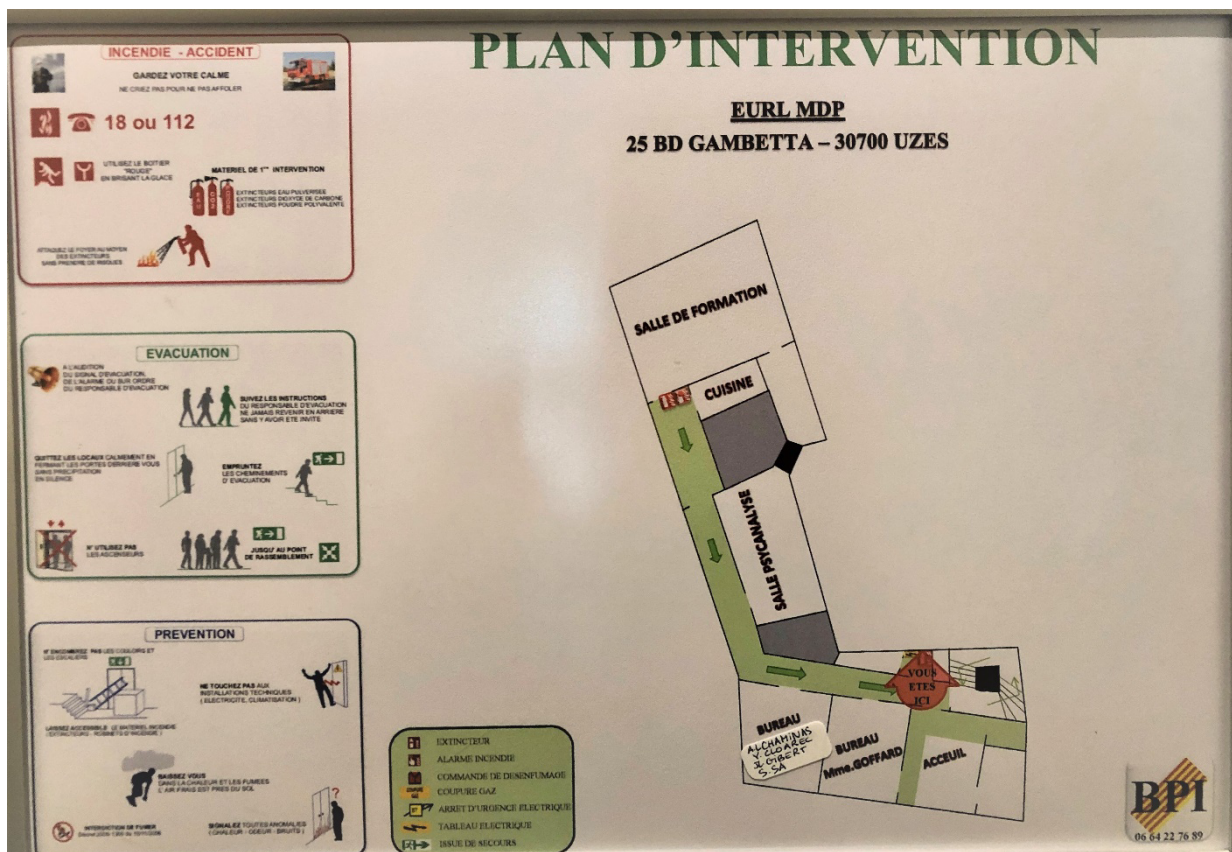 PLAN D'INTERVENTION
EURL MDP
25 BD GAMBETTA – 30700 UZES
INCENDIE - ACCIDENT
GARDEZ VOTRE CALME
NE CRIEZ PAS POUR NE PAS AFFOLER
18 ou 112
UTILISEZ LE BOITIER
"ROUGE"
EN BRISANT LA GLACE
MATERIEL DE 1ere INTERVENTION
EXTINCTEURS EAU PULVERISEE
EXTINCTEURS DIOXYDE DE CARBONE
EXTINCTEURS POUDRE POLYVALENTE
ATTAQUEZ LE FOYER AU MOYEN
DES EXTINCTEURS
SANS PRENDRE DE RISQUES
EVACUATION
A L'AUDITION
DU SIGNAL D'EVACUATION,
DE L'ALARME OU SUR ORDRE
DU RESPONSABLE D'EVACUATION
SUIVEZ LES INSTRUCTIONS
DU RESPONSABLE D'EVACUATION
NE JAMAIS REVENIR EN ARRIERE
SANS Y AVOIR ETE INVITE
QUITTEZ LES LOCAUX CALMEMENT EN
FERMANT LES PORTES DERRIERE VOUS
SANS PRECIPITATION
EN SILENCE
EMPRUNTEZ
LES CHEMINEMENTS
D' EVACUATION
N' UTILISEZ PAS
LES ASCENSEURS
JUSQU' AU POINT
DE RASSEMBLEMENT
PREVENTION
N' ENCOMBREZ PAS LES COULOIRS ET
LES ESCALIERS
NE TOUCHEZ PAS AUX
INSTALLATIONS TECHNIQUES
( ELECTRICITE, CLIMATISATION )
LAISSEZ ACCESSIBLE LE MATERIEL INCENDIE
( EXTINCTEURS - ROBINETS D'INCENDIE )
BAISSEZ VOUS
DANS LA CHALEUR ET LES FUMEES
L' AIR FRAIS EST PRES DU SOL
INTERDICTION DE FUMER
SIGNALEZ TOUTES ANOMALIES
( CHALEUR - ODEUR - BRUITS )
EXTINCTEUR
ALARME INCENDIE
COMMANDE DE DESENFUMAGE
COUPURE GAZ
ARRET D'URGENCE ELECTRIQUE
TABLEAU ELECTRIQUE
ISSUE DE SECOURS
SALLE DE FORMATION
CUISINE
SALLE PSYCANALYSE
VOUS
ETES
ICI
BUREAU
A.LCHAMINAS
Y. CLOAREC
JL GIBERT
S. SA
BUREAU
Mme.GOFFARD
ACCEUIL
BPI
06 64 22 76 89